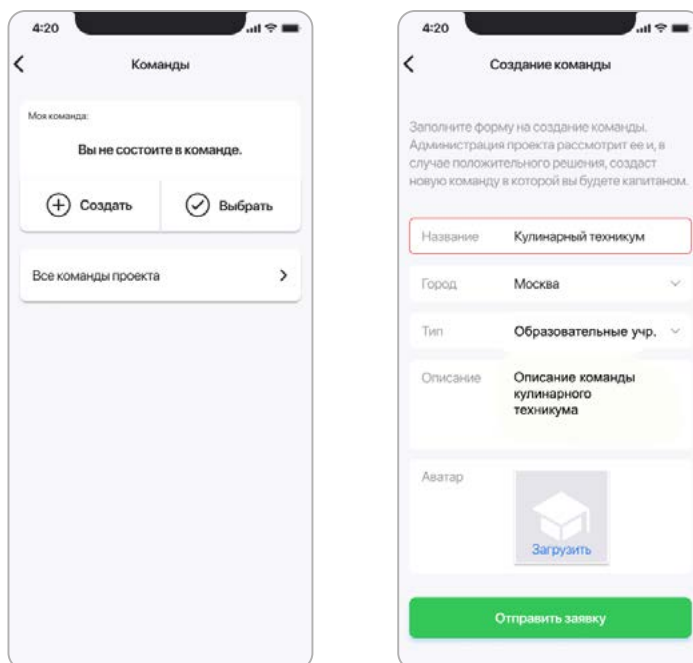 4:20
Команды
Моя команда:
Вы не состоите в команде.
Создать
Выбрать
Все команды проекта
4:20
Создание команды
Заполните форму на создание команды.
Администрация проекта рассмотрит ее и, в
случае положительного решения, создаст
новую команду в которой вы будете капитаном.
Название Кулинарный техникум
Город Москва
Тип Образовательные учр.
Описание Описание команды
кулинарного
техникума
Аватар
Загрузить
Отправить заявку